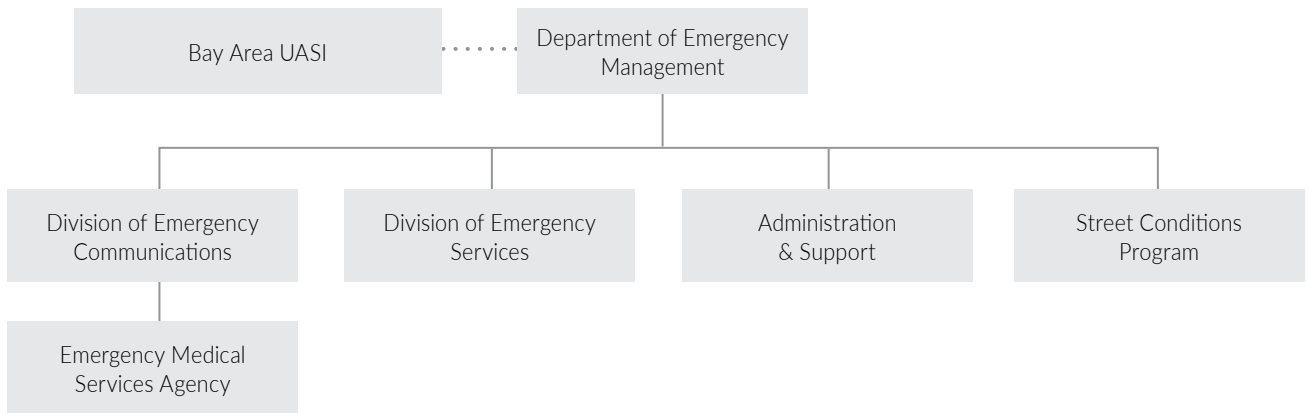 Bay Area UASI
Department of Emergency
Management
Division of Emergency
Communications
Division of Emergency
Services
Administration
& Support
Street Conditions
Program
Emergency Medical
Services Agency